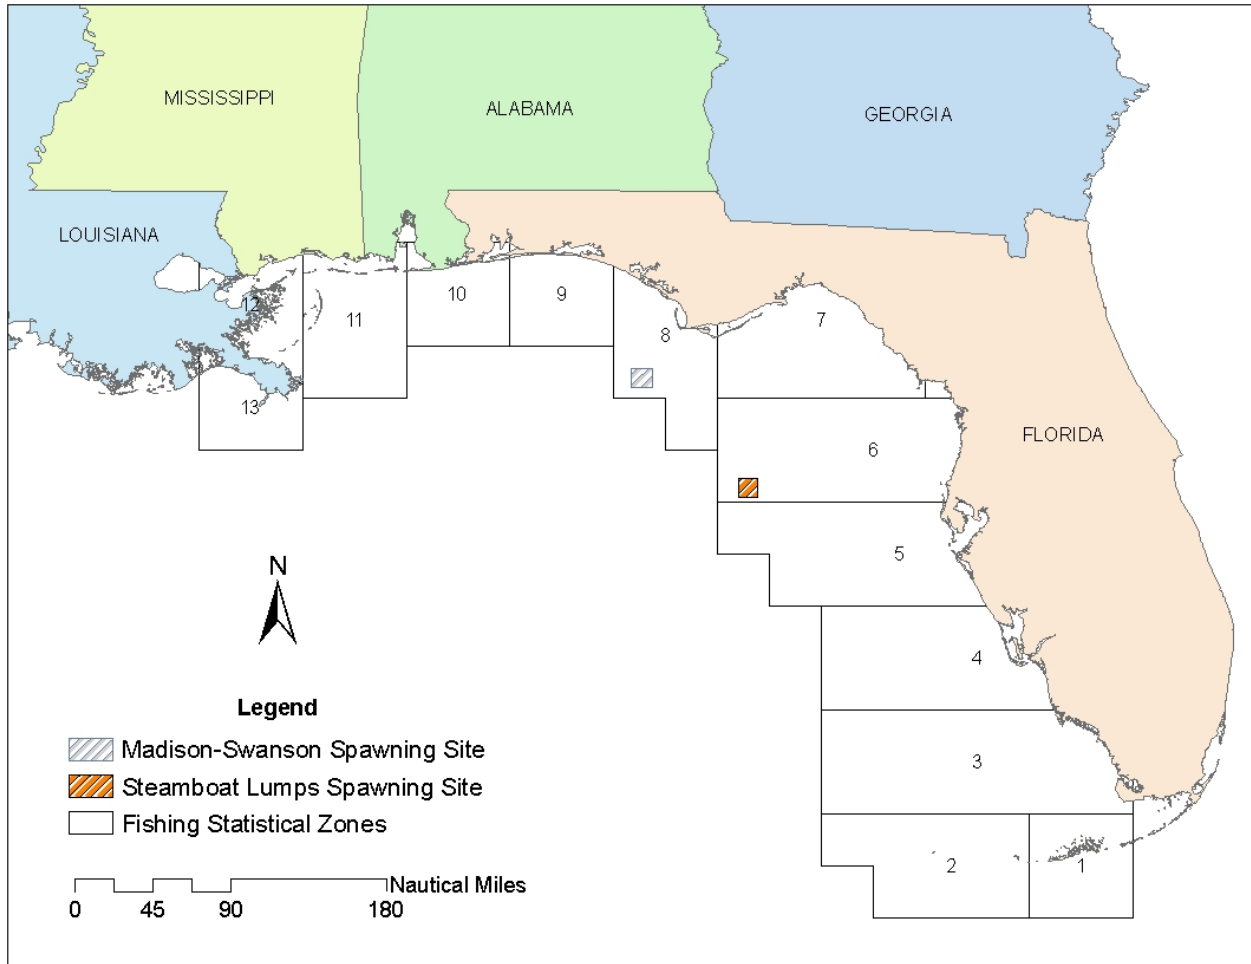 MISSISSIPPI
ALABAMA
GEORGIA
LOUISIANA
12
11
10
9
8
7
13
6
FLORIDA
5
N
4
Legend
Madison-Swanson Spawning Site
3
Steamboat Lumps Spawning Site
Fishing Statistical Zones
2
1
Nautical Miles
0 45 90 180